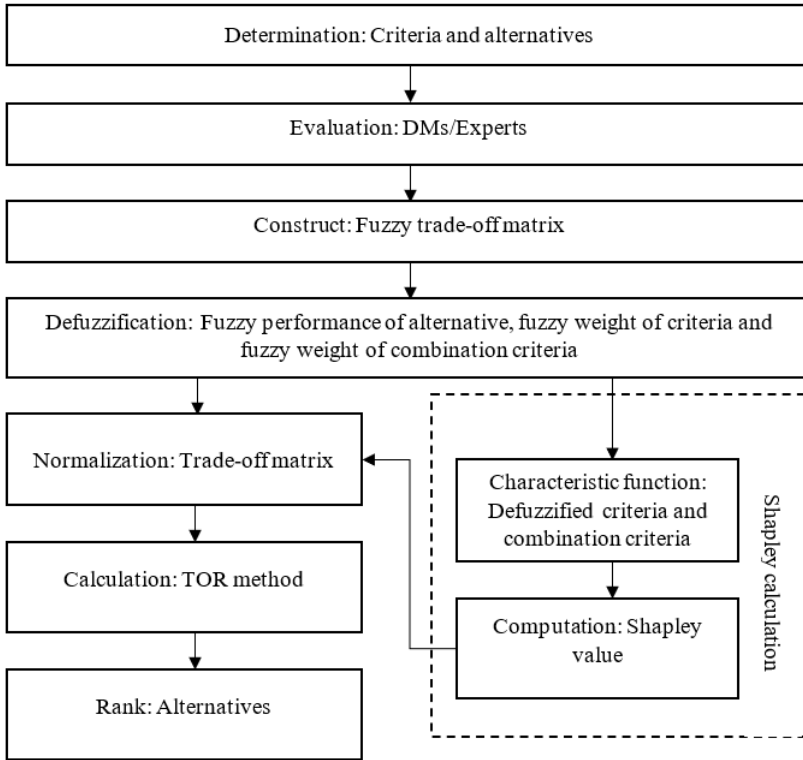 Determination: Criteria and alternatives
Evaluation: DMs/Experts
Construct: Fuzzy trade-off matrix
Defuzzification: Fuzzy performance of alternative, fuzzy weight of criteria and
fuzzy weight of combination criteria
Normalization: Trade-off matrix
Characteristic function:
Defuzzified criteria and
combination criteria
Shapley calculation
Calculation: TOR method
Computation: Shapley
value
Rank: Alternatives